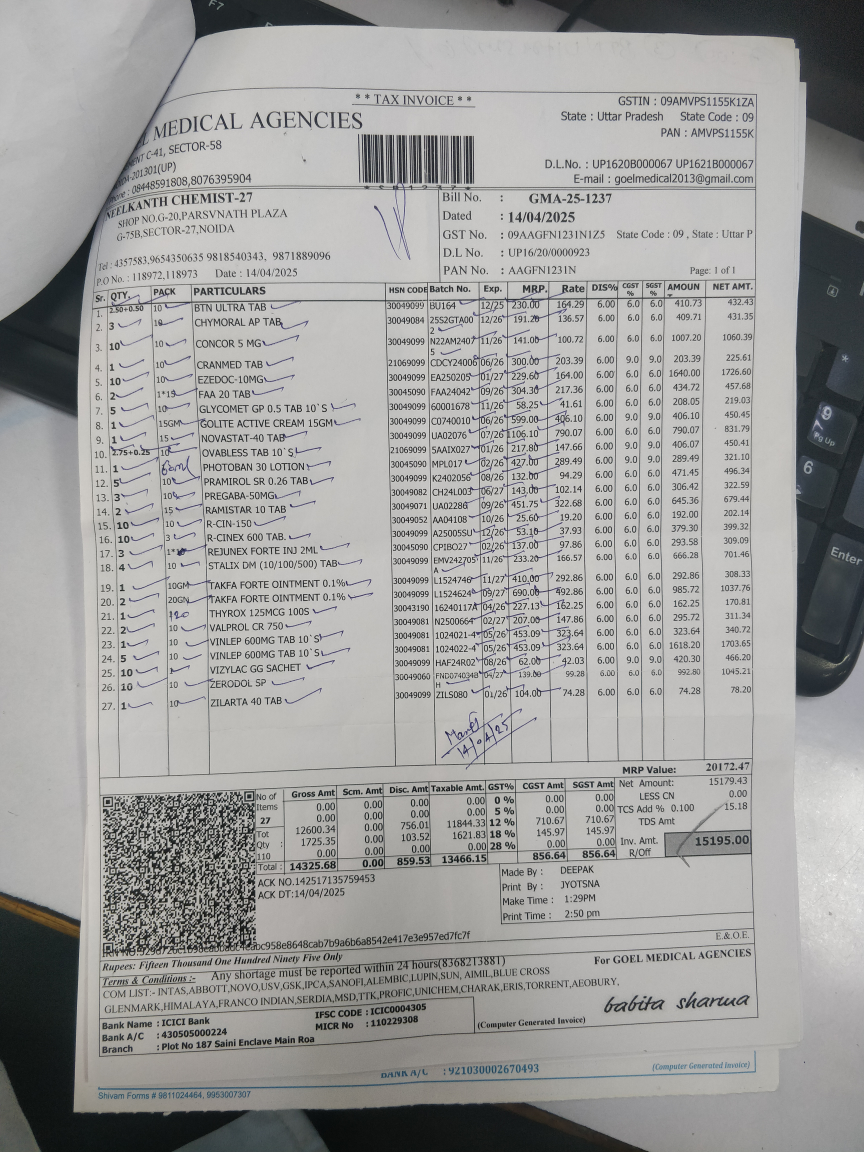 F7
* * TAX INVOICE * *
GSTIN : 09AMVPS1155K1ZA
State : Uttar Pradesh State Code : 09
PAN : AMVPS1155K
MEDICAL AGENCIES
C-41, SECTOR-58
201301(UP)
: 08448591808,8076395904
D.L.No. : UP1620B000067 UP1621B000067
E-mail : goelmedical2013@gmail.com
NEELKANTH CHEMIST-27
SHOP NO.G-20,PARSVNATH PLAZA
G-75B,SECTOR-27,NOIDA
Tel : 4357583,9654350635 9818540343, 9871889096
P.O No. : 118972,118973 Date : 14/04/2025
Bill No. : GMA-25-1237
Dated : 14/04/2025
GST No. : 09AAGFN1231N1Z5 State Code : 09 , State : Uttar P
D.L No. : UP16/20/0000923
PAN No. : AAGFN1231N Page: 1 of 1
Sr. QTY. PACK PARTICULARS HSN CODE Batch No. Exp. MRP. Rate DIS% CGST % SGST % AMOUN NET AMT.
1. 2.50+0.50 10 BTN ULTRA TAB 30049099 BU164 12/25 230.00 164.29 6.00 6.0 6.0 410.73 432.43
2. 3 10 CHYMORAL AP TAB 30049084 25S2GTA00 2 12/26 191.20 136.57 6.00 6.0 6.0 409.71 431.35
3. 10 10 CONCOR 5 MG 30049099 N22AM2407 5 11/26 141.00 100.72 6.00 6.0 6.0 1007.20 1060.39
4. 1 10 CRANMED TAB 21069099 CDCY24006 06/26 300.00 203.39 6.00 9.0 9.0 203.39 225.61
5. 10 10 EZEDOC-10MG 30049099 EA250205 01/27 229.60 164.00 6.00 6.0 6.0 1640.00 1726.60
6. 2 1*15 FAA 20 TAB 30045090 FAA24042 09/26 304.30 217.36 6.00 6.0 6.0 434.72 457.68
7. 5 10 GLYCOMET GP 0.5 TAB 10`S 30049099 60001678 11/26 58.25 41.61 6.00 6.0 6.0 208.05 219.03
8. 1 15GM GOLITE ACTIVE CREAM 15GM 30049099 C0740010 06/26 599.00 406.10 6.00 9.0 9.0 406.10 450.45
9. 1 15 NOVASTAT-40 TAB 30049099 UA02076 07/26 1106.10 790.07 6.00 6.0 6.0 790.07 831.79
10. 2.75+0.25 10 OVABLESS TAB 10`S 21069099 5AAIX027 01/26 217.80 147.66 6.00 9.0 9.0 406.07 450.41
11. 1 60ml PHOTOBAN 30 LOTION 30045090 MPL017 02/26 427.00 289.49 6.00 9.0 9.0 289.49 321.10
12. 5 10 PRAMIROL SR 0.26 TAB 30049099 K2402056 08/26 132.00 94.29 6.00 6.0 6.0 471.45 496.34
13. 3 10 PREGABA-50MG 30049082 CH24L003 06/27 143.00 102.14 6.00 6.0 6.0 306.42 322.59
14. 2 15 RAMISTAR 10 TAB 30049071 UA02286 09/26 451.75 322.68 6.00 6.0 6.0 645.36 679.44
15. 10 10 R-CIN-150 30049052 AA04108 10/26 25.60 19.20 6.00 6.0 6.0 192.00 202.14
16. 10 3 R-CINEX 600 TAB. 30049099 A25005SU 12/26 53.10 37.93 6.00 6.0 6.0 379.30 399.32
17. 3 REJUNEX FORTE INJ 2ML 30045090 CPIBO27 02/26 137.00 97.86 6.00 6.0 6.0 293.58 309.09
18. 4 10 STALIX DM (10/100/500) TAB 30049099 EMV242705 A 11/26 233.20 166.57 6.00 6.0 6.0 666.28 701.46
19. 1 10GM TAKFA FORTE OINTMENT 0.1% 30049099 L1524746 11/27 410.00 292.86 6.00 6.0 6.0 292.86 308.33
20. 2 20GM TAKFA FORTE OINTMENT 0.1% 30049099 L1524624 09/27 690.00 492.86 6.00 6.0 6.0 985.72 1037.76
21. 1 120 THYROX 125MCG 100S 30043190 16240117A 04/26 227.13 162.25 6.00 6.0 6.0 162.25 170.81
22. 2 10 VALPROL CR 750 30049081 N2500664 02/27 207.00 147.86 6.00 6.0 6.0 295.72 311.34
23. 1 10 VINLEP 600MG TAB 10`S 30049081 1024021-4 05/26 453.09 323.64 6.00 6.0 6.0 323.64 340.72
24. 5 10 VINLEP 600MG TAB 10`S 30049081 1024022-4 05/26 453.09 323.64 6.00 6.0 6.0 1618.20 1703.65
25. 10 VIZYLAC GG SACHET 30049099 HAF24R02 08/26 62.00 42.03 6.00 9.0 9.0 420.30 466.20
26. 10 10 ZERODOL SP 30049060 FND074034B H 04/27 139.00 99.28 6.00 6.0 6.0 992.80 1045.21
27. 1 10 ZILARTA 40 TAB 30049099 ZILS080 01/26 104.00 74.28 6.00 6.0 6.0 74.28 78.20
14/04/25
MRP Value: 20172.47
No of Items 27 Tot Qty : 110
Gross Amt Scm. Amt Disc. Amt Taxable Amt. GST% CGST Amt SGST Amt
0.00 0.00 0.00 0.00 0 % 0.00 0.00
0.00 0.00 0.00 0.00 5 % 0.00 0.00
12600.34 0.00 756.01 11844.33 12 % 710.67 710.67
1725.35 0.00 103.52 1621.83 18 % 145.97 145.97
0.00 0.00 0.00 0.00 28 % 0.00 0.00
Total : 14325.68 0.00 859.53 13466.15 856.64 856.64
Net Amount: 15179.43
LESS CN 0.00
TCS Add % 0.100 15.18
TDS Amt
Inv. Amt. R/Off 15195.00
ACK NO.142517135759453
ACK DT:14/04/2025
Made By : DEEPAK
Print By : JYOTSNA
Make Time : 1:29PM
Print Time : 2:50 pm
E.& O.E.
Rupees: Fifteen Thousand One Hundred Ninety Five Only
Terms & Conditions :- Any shortage must be reported within 24 hours(8368213881)
For GOEL MEDICAL AGENCIES
COM LIST:- INTAS,ABBOTT,NOVO,USV,GSK,IPCA,SANOFI,ALEMBIC,LUPIN,SUN, AIMIL,BLUE CROSS
GLENMARK,HIMALAYA,FRANCO INDIAN,SERDIA,MSD,TTK,PROFIC,UNICHEM,CHARAK,ERIS,TORRENT,AEOBURY,
babita sharma
Bank Name : ICICI Bank IFSC CODE : ICIC0004305
Bank A/C : 430505000224 MICR No : 110229308
Branch : Plot No 187 Saini Enclave Main Roa
(Computer Generated Invoice)
BANK A/C : 921030002670493
(Computer Generated Invoice)
Shivam Forms # 9811024464, 9953007307
9
Pg Up
6
Enter